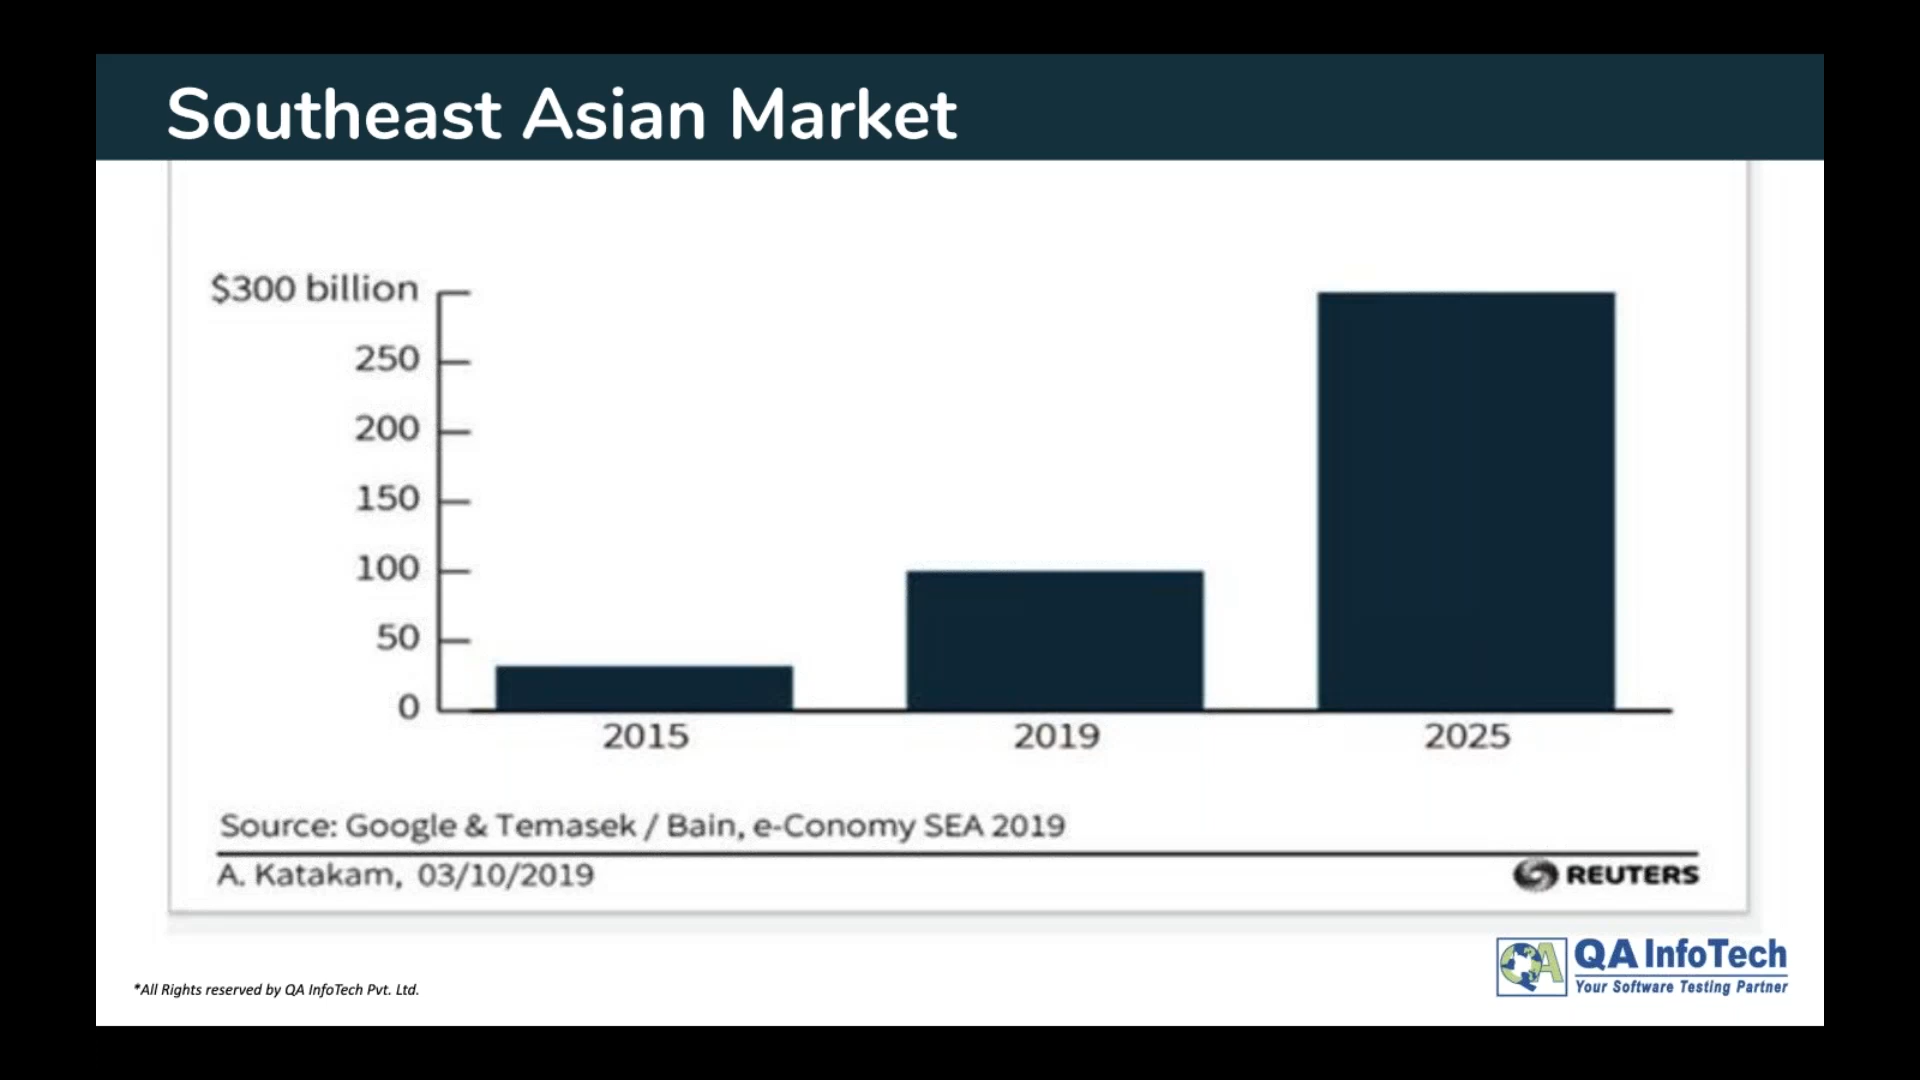 Southeast Asian Market
$300 billion
250
200
150
100
50
0
2015 2019 2025
Source: Google & Temasek / Bain, e-Conomy SEA 2019
A. Katakam, 03/10/2019
REUTERS
QA QA InfoTech
Your Software Testing Partner
*All Rights reserved by QA InfoTech Pvt. Ltd.